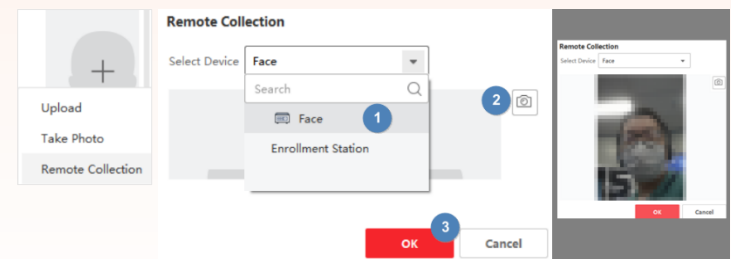 Upload
Take Photo
Remote Collection
Remote Collection
Select Device Face
Search
Face 1
Enrollment Station
2
3
OK Cancel
Remote Collection
Select Device Face
OK Cancel